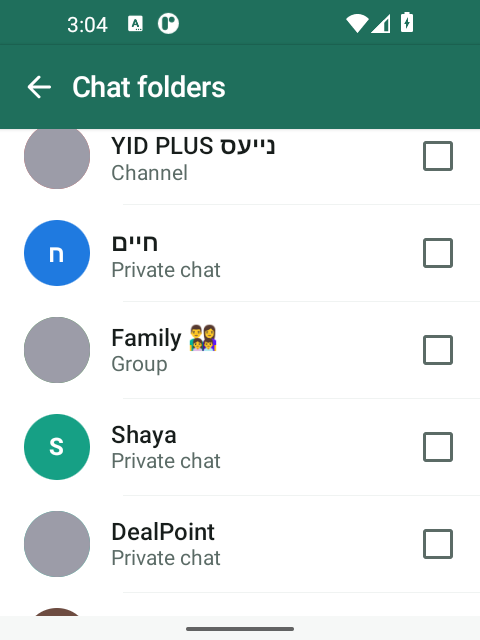 3:04
Chat folders
YID PLUS נייעס
Channel
ח
חיים
Private chat
Family 👨‍👩‍👧‍👦
Group
S
Shaya
Private chat
DealPoint
Private chat